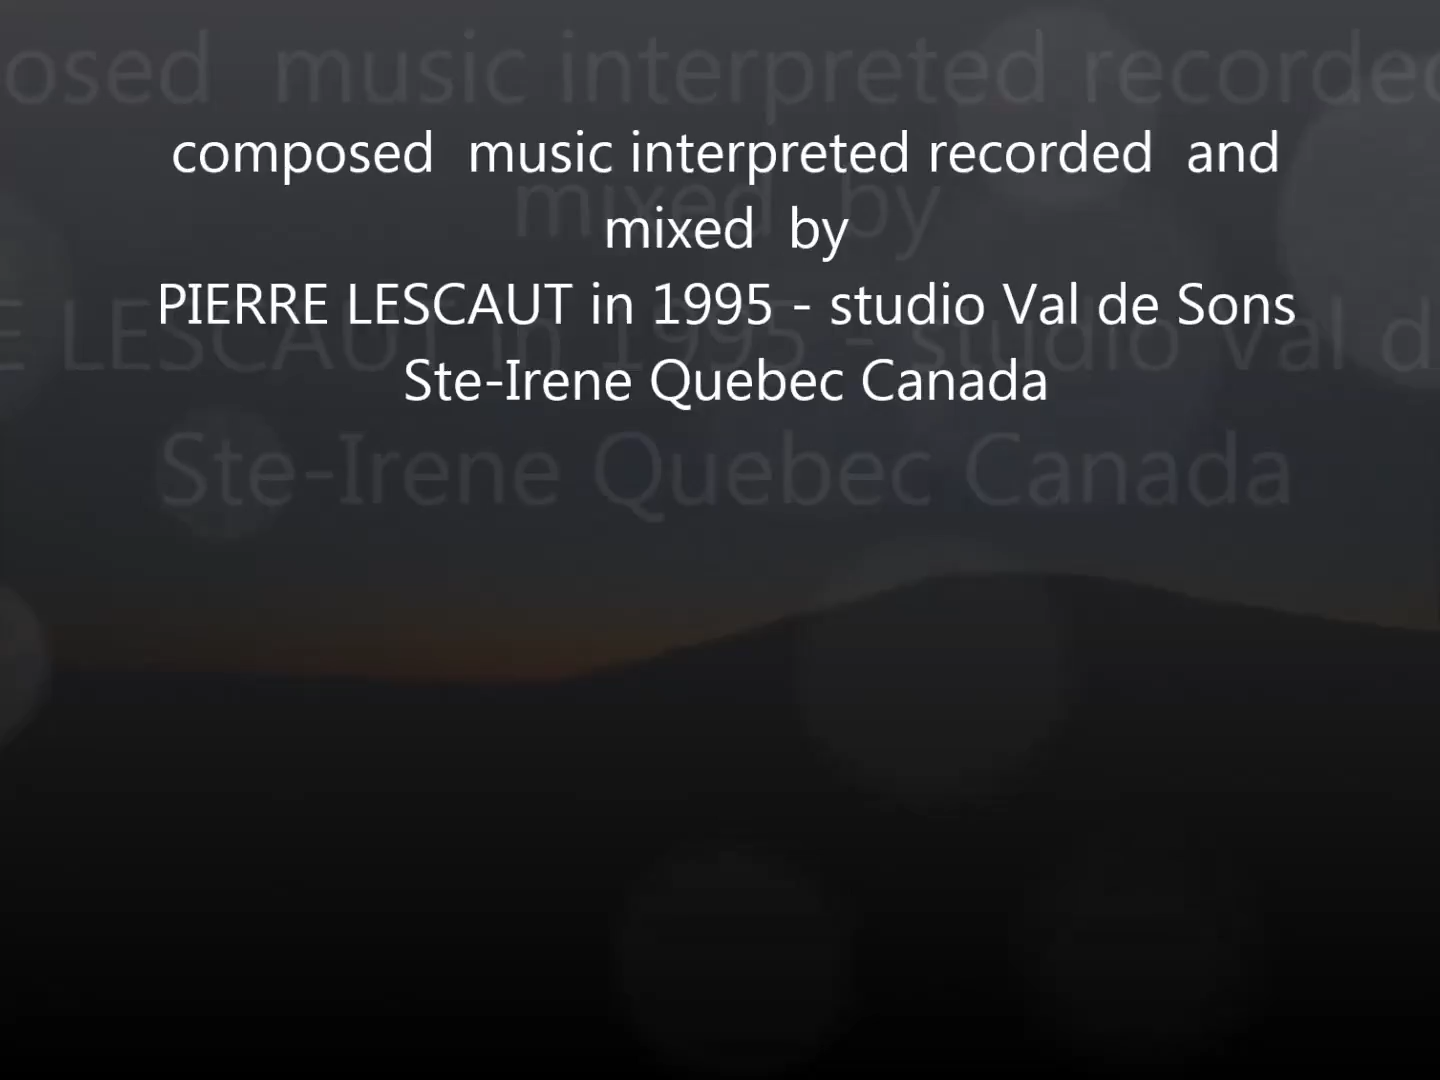 composed  music interpreted recorded  and
mixed  by
PIERRE LESCAUT in 1995 - studio Val de Sons
Ste-Irene Quebec Canada